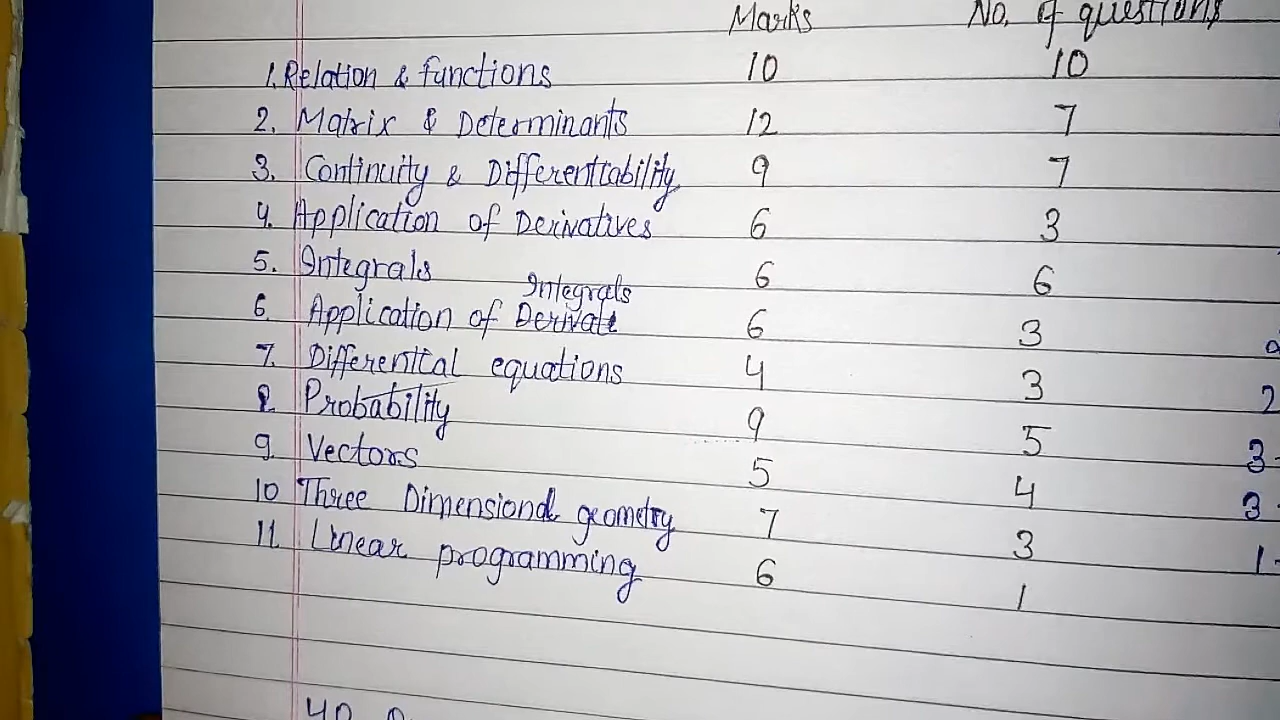 Marks No. of questions
1. Relation & functions 10 10
2. Matrix & Determinants 12 7
3. Continuity & Differentiability 9 7
4. Application of Derivatives 6 3
5. Integrals 6 6
Integrals
6. Application of Derivate 6 3
7. Differential equations 4 3 2
8 Probability 9 5 3
9. Vectors 5 4 3
10 Three Dimensional geometry 7 3 1
11. Linear programming 6 1
40